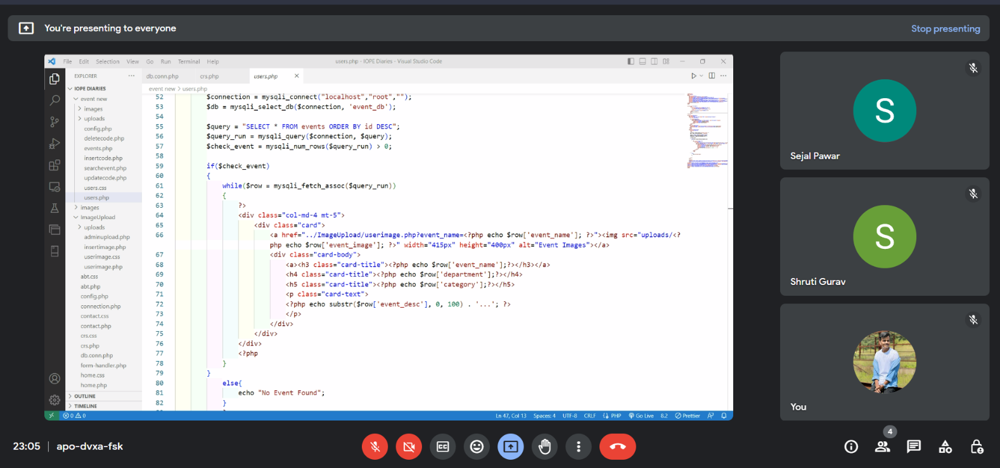 You're presenting to everyone
Stop presenting
File Edit Selection View Go Run Terminal Help
users.php - IOPE Diaries - Visual Studio Code
EXPLORER
IOPE DIARIES
event new
images
uploads
config.php
deletecode.php
events.php
insertcode.php
searchevent.php
updatecode.php
users.css
users.php
images
ImageUpload
uploads
adminupload.php
insertimage.php
userimage.css
userimage.php
abt.css
abt.php
config.php
connection.php
contact.css
contact.php
crs.css
crs.php
db.conn.php
form-handler.php
home.css
home.php
OUTLINE
TIMELINE
db.conn.php crs.php users.php
event new > users.php
52 $connection = mysqli_connect("localhost","root","");
53 $db = mysqli_select_db($connection, 'event_db');
54
55 $query = "SELECT * FROM events ORDER BY id DESC";
56 $query_run = mysqli_query($connection, $query);
57 $check_event = mysqli_num_rows($query_run) > 0;
58
59 if($check_event)
60 {
61 while($row = mysqli_fetch_assoc($query_run))
62 {
63 ?>
64 <div class="col-md-4 mt-5">
65 <div class="card">
66 <a href="../ImageUpload/userimage.php?event_name=<?php echo $row['event_name']; ?>"><img src="uploads/<?
php echo $row['event_image']; ?>" width="415px" height="400px" alt="Event Images"></a>
67 <div class="card-body">
68 <a><h3 class="card-title"><?php echo $row['event_name'];?></h3></a>
69 <h4 class="card-title"><?php echo $row['department'];?></h4>
70 <h5 class="card-title"><?php echo $row['category'];?></h5>
71 <p class="card-text">
72 <?php echo substr($row['event_desc'], 0, 100) . '...'; ?>
73 </p>
74 </div>
75 </div>
76 </div>
77 <?php
78 }
79 }
80 else{
81 echo "No Event Found";
82 }
0 0
Ln 47, Col 13 Spaces: 4 UTF-8 CRLF PHP Go Live 8.2 Prettier
S
Sejal Pawar
S
Shruti Gurav
You
23:05 | apo-dvxa-fsk
CC
4